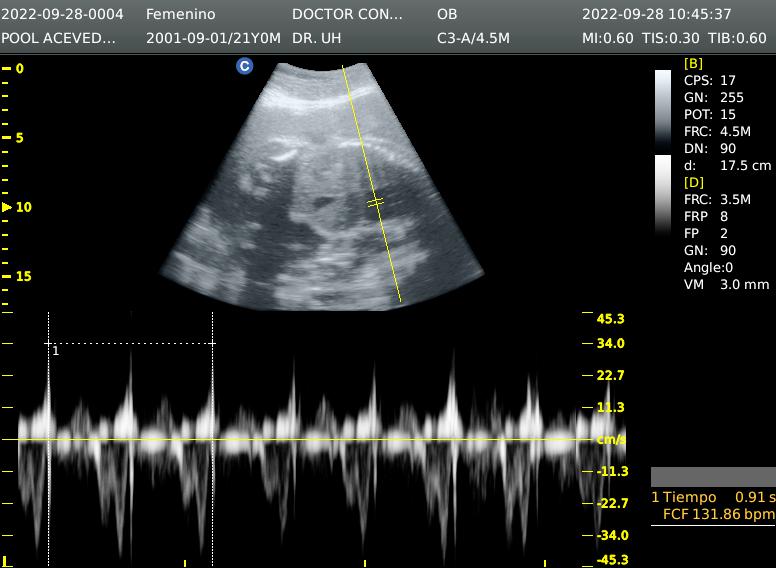 2022-09-28-0004 Femenino DOCTOR CON... OB 2022-09-28 10:45:37
POOL ACEVED... 2001-09-01/21Y0M DR. UH C3-A/4.5M MI:0.60 TIS:0.30 TIB:0.60
C
0
5
10
15
[B]
CPS: 17
GN: 255
POT: 15
FRC: 4.5M
DN: 90
d: 17.5 cm
[D]
FRC: 3.5M
FRP 8
FP 2
GN: 90
Angle:0
VM 3.0 mm
1
45.3
34.0
22.7
11.3
cm/s
-11.3
-22.7
-34.0
-45.3
1 Tiempo 0.91 s
FCF 131.86 bpm